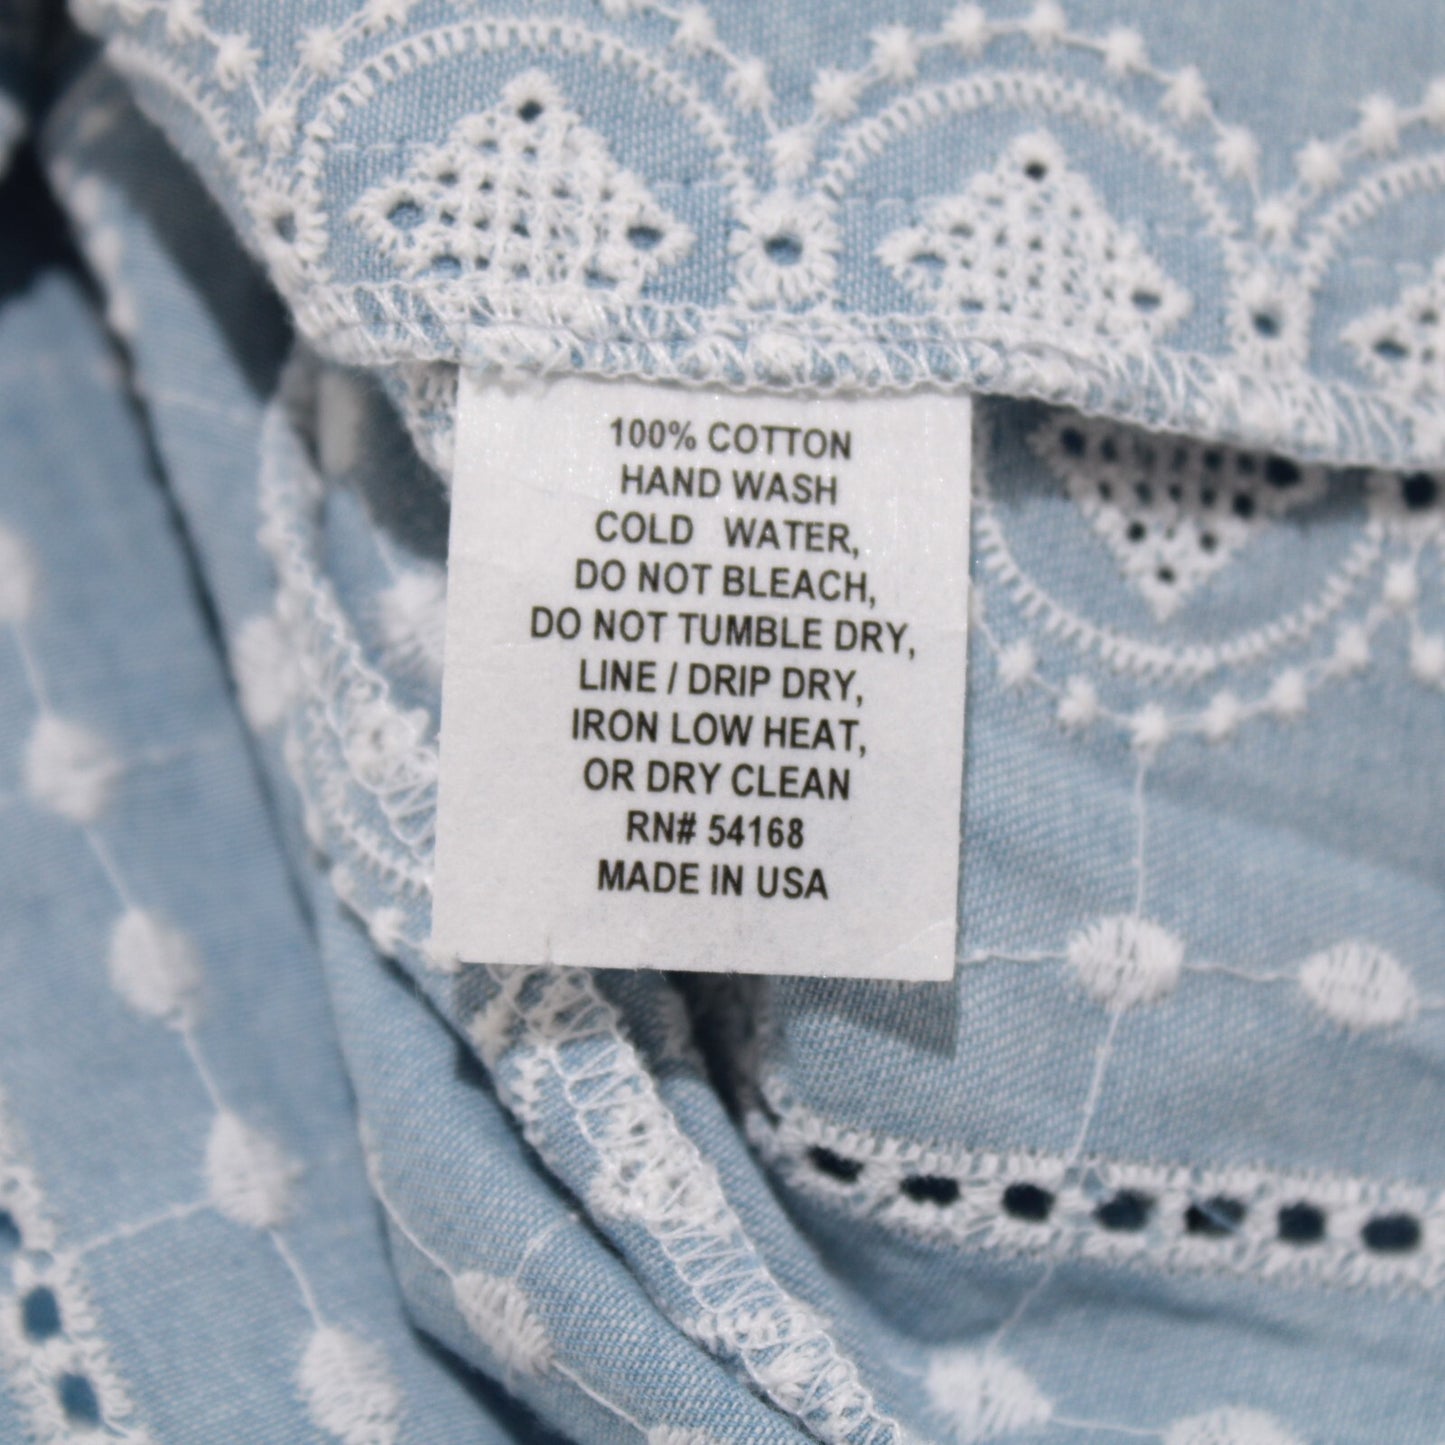 100% COTTON
HAND WASH
COLD WATER,
DO NOT BLEACH,
DO NOT TUMBLE DRY,
LINE / DRIP DRY,
IRON LOW HEAT,
OR DRY CLEAN
RN# 54168
MADE IN USA